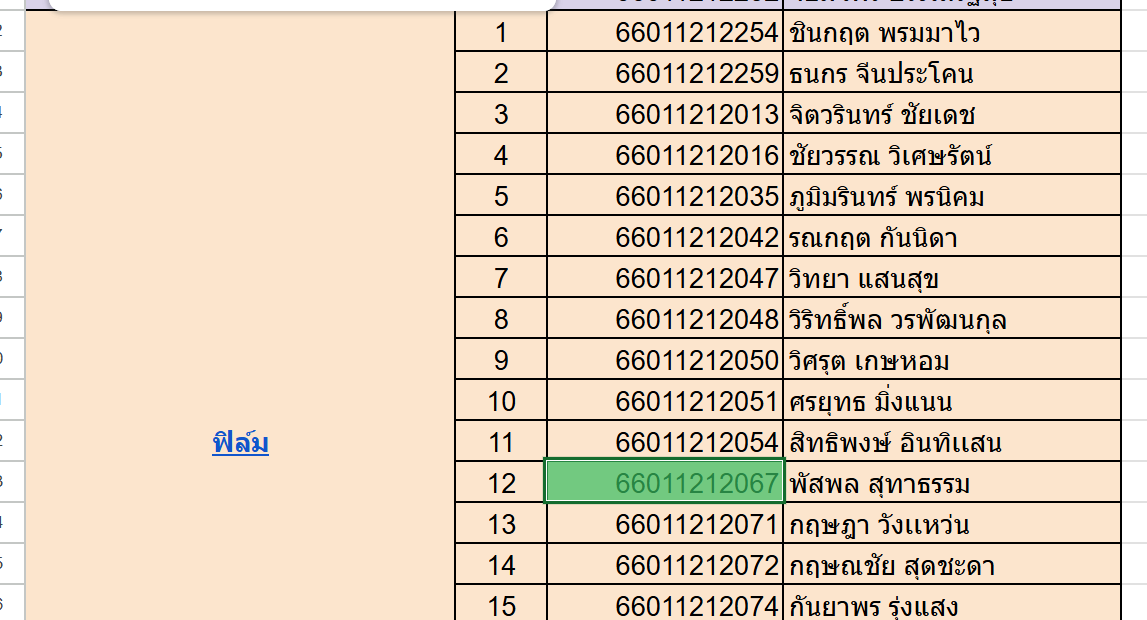 1 66011212254 ชินกฤต พรมมาไว
2 66011212259 ธนกร จีนประโคน
3 66011212013 จิตวรินทร์ ชัยเดช
4 66011212016 ชัยวรรณ วิเศษรัตน์
5 66011212035 ภูมิมรินทร์ พรนิคม
6 66011212042 รณกฤต กันนิดา
7 66011212047 วิทยา แสนสุข
8 66011212048 วิริทธิ์พล วรพัฒนกุล
9 66011212050 วิศรุต เกษหอม
10 66011212051 ศรยุทธ มิ่งแนน
ฟิล์ม 11 66011212054 สิทธิพงษ์ อินทิแสน
12 66011212067 พัสพล สุทาธรรม
13 66011212071 กฤษฎา วังแหว่น
14 66011212072 กฤษณชัย สุดชะดา
15 66011212074 กันยาพร รุ่งแสง